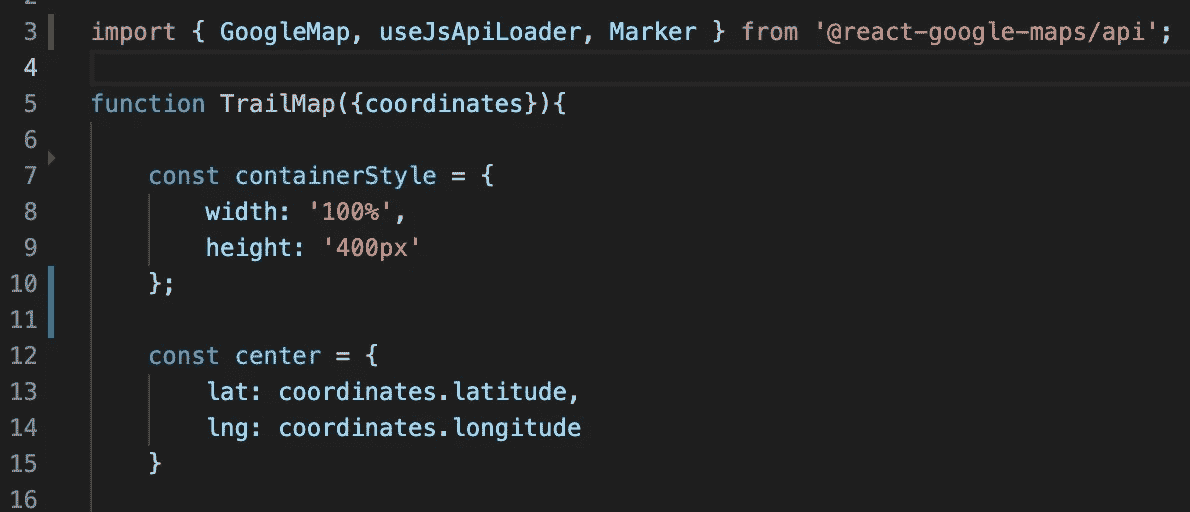 3 import { GoogleMap, useJsApiLoader, Marker } from '@react-google-maps/api';
4
5 function TrailMap({coordinates}){
6
7     const containerStyle = {
8         width: '100%',
9         height: '400px'
10     };
11
12     const center = {
13         lat: coordinates.latitude,
14         lng: coordinates.longitude
15     }
16